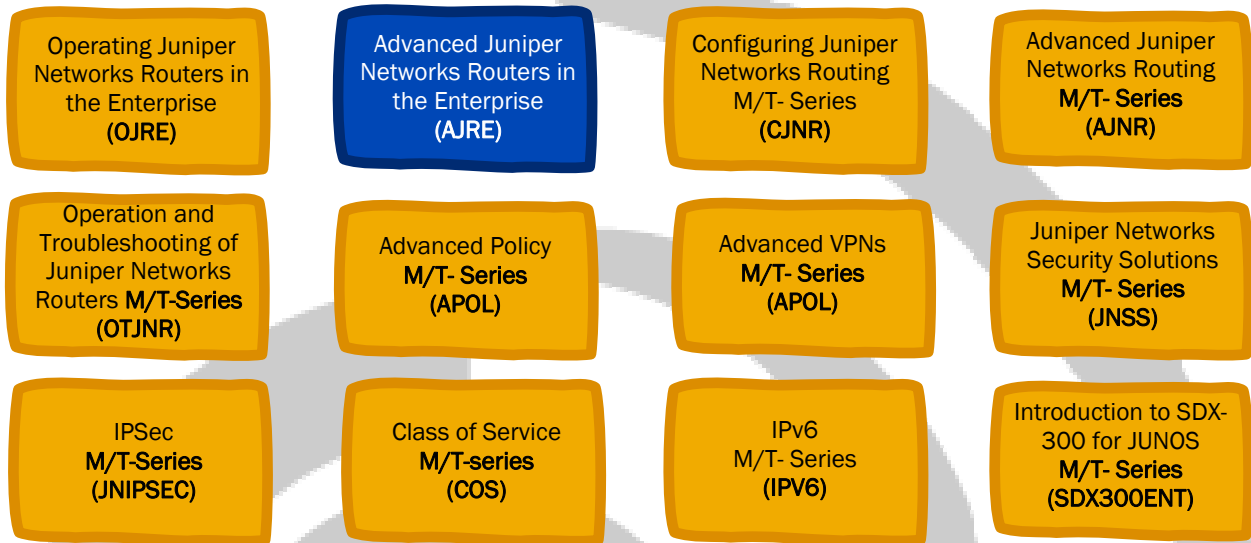 Operating Juniper
Networks Routers in
the Enterprise
(OJRE)
Advanced Juniper
Networks Routers in
the Enterprise
(AJRE)
Configuring Juniper
Networks Routing
M/T- Series
(CJNR)
Advanced Juniper
Networks Routing
M/T- Series
(AJNR)
Operation and
Troubleshooting of
Juniper Networks
Routers M/T-Series
(OTJNR)
Advanced Policy
M/T- Series
(APOL)
Advanced VPNs
M/T- Series
(APOL)
Juniper Networks
Security Solutions
M/T- Series
(JNSS)
IPSec
M/T-Series
(JNIPSEC)
Class of Service
M/T-series
(COS)
IPv6
M/T- Series
(IPV6)
Introduction to SDX-
300 for JUNOS
M/T- Series
(SDX300ENT)